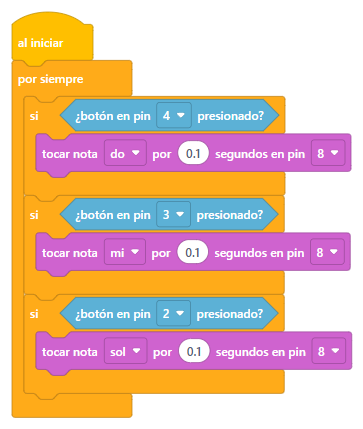 al iniciar
por siempre
si ¿botón en pin 4 presionado?
tocar nota do por 0.1 segundos en pin 8
si ¿botón en pin 3 presionado?
tocar nota mi por 0.1 segundos en pin 8
si ¿botón en pin 2 presionado?
tocar nota sol por 0.1 segundos en pin 8